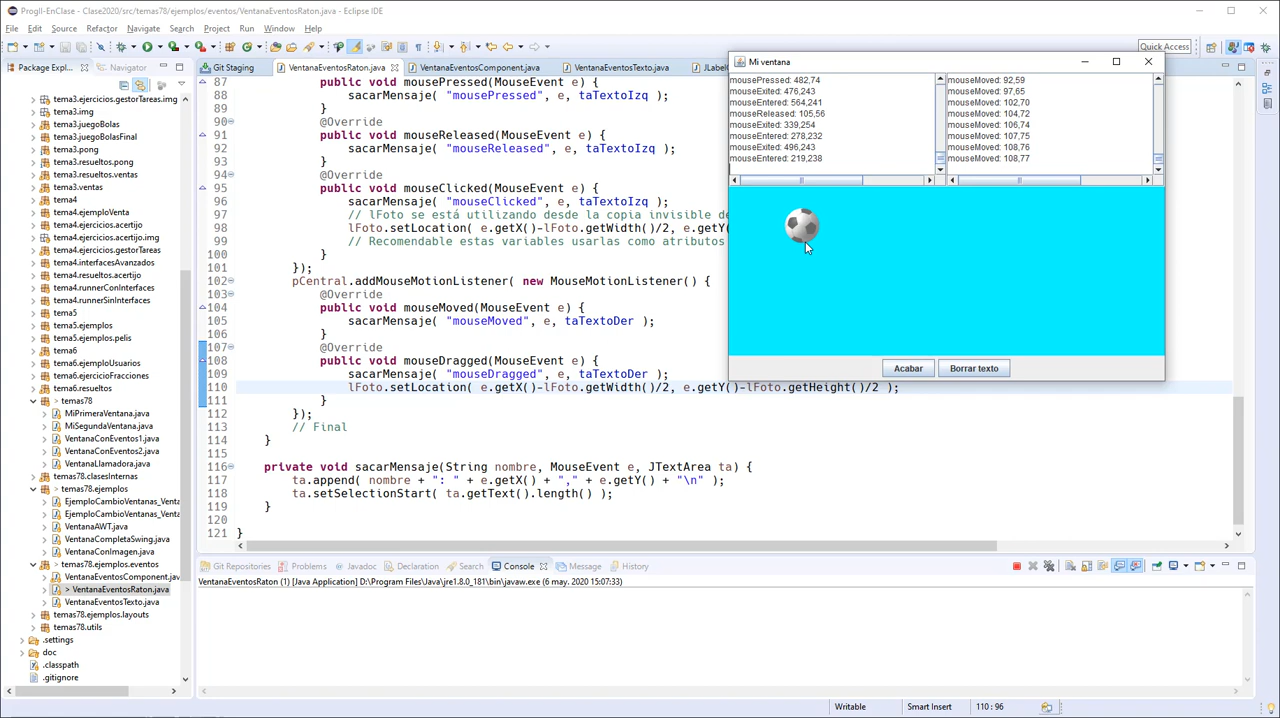 ProgII-EnClase - Clase2020/src/temas78/ejemplos/eventos/VentanaEventosRaton.java - Eclipse IDE
File Edit Source Refactor Navigate Search Project Run Window Help
Quick Access
Package Expl...
Navigator
tema3.ejercicios.gestorTareas.img
tema3.img
tema3.juegoBolas
tema3.juegoBolasFinal
tema3.pong
tema3.resueltos.pong
tema3.resueltos.ventas
tema3.ventas
tema4
tema4.ejemploVenta
tema4.ejercicios.acertijo
tema4.ejercicios.acertijo.img
tema4.ejercicios.gestorTareas
tema4.interfacesAvanzados
tema4.resueltos.acertijo
tema4.runnerConInterfaces
tema4.runnerSinInterfaces
tema5
tema5.ejemplos
tema5.ejemplos.pelis
tema6
tema6.ejemploUsuarios
tema6.ejercicioFracciones
tema6.resueltos
> temas78
MiPrimeraVentana.java
MiSegundaVentana.java
VentanaConEventos1.java
VentanaConEventos2.java
VentanaLlamadora.java
temas78.clasesInternas
> temas78.ejemplos
EjemploCambioVentanas_Venta
EjemploCambioVentanas_Venta
VentanaAWT.java
VentanaCompletaSwing.java
VentanaConImagen.java
> temas78.ejemplos.eventos
VentanaEventosComponent.java
> VentanaEventosRaton.java
VentanaEventosTexto.java
> temas78.ejemplos.layouts
temas78.utils
.settings
doc
.classpath
.gitignore
Git Staging
VentanaEventosRaton.java
VentanaEventosComponent.java
VentanaEventosTexto.java
JLabelG
87 public void mousePressed(MouseEvent e) {
88 sacarMensaje( "mousePressed", e, taTextoIzq );
89 }
90 @Override
91 public void mouseReleased(MouseEvent e) {
92 sacarMensaje( "mouseReleased", e, taTextoIzq );
93 }
94 @Override
95 public void mouseClicked(MouseEvent e) {
96 sacarMensaje( "mouseClicked", e, taTextoIzq );
97 // lFoto se está utilizando desde la copia invisible de
98 lFoto.setLocation( e.getX()-lFoto.getWidth()/2, e.getY(
99 // Recomendable estas variables usarlas como atributos
100 }
101 });
102 pCentral.addMouseMotionListener( new MouseMotionListener() {
103 @Override
104 public void mouseMoved(MouseEvent e) {
105 sacarMensaje( "mouseMoved", e, taTextoDer );
106 }
107 @Override
108 public void mouseDragged(MouseEvent e) {
109 sacarMensaje( "mouseDragged", e, taTextoDer );
110 lFoto.setLocation( e.getX()-lFoto.getWidth()/2, e.getY()-lFoto.getHeight()/2 );
111 }
112 });
113 // Final
114 }
115
116 private void sacarMensaje(String nombre, MouseEvent e, JTextArea ta) {
117 ta.append( nombre + ": " + e.getX() + "," + e.getY() + "\n" );
118 ta.setSelectionStart( ta.getText().length() );
119 }
120
121 }
Mi ventana
mousePressed: 482,74
mouseExited: 476,243
mouseEntered: 564,241
mouseReleased: 105,56
mouseExited: 339,254
mouseEntered: 278,232
mouseExited: 496,243
mouseEntered: 219,238
mouseMoved: 92,59
mouseMoved: 97,65
mouseMoved: 102,70
mouseMoved: 104,72
mouseMoved: 106,74
mouseMoved: 107,75
mouseMoved: 108,76
mouseMoved: 108,77
Acabar
Borrar texto
Git Repositories
Problems
Javadoc
Declaration
Search
Console
Message
History
VentanaEventosRaton (1) [Java Application] D:\Program Files\Java\jre1.8.0_181\bin\javaw.exe (6 may. 2020 15:07:33)
Writable
Smart Insert
110 : 96